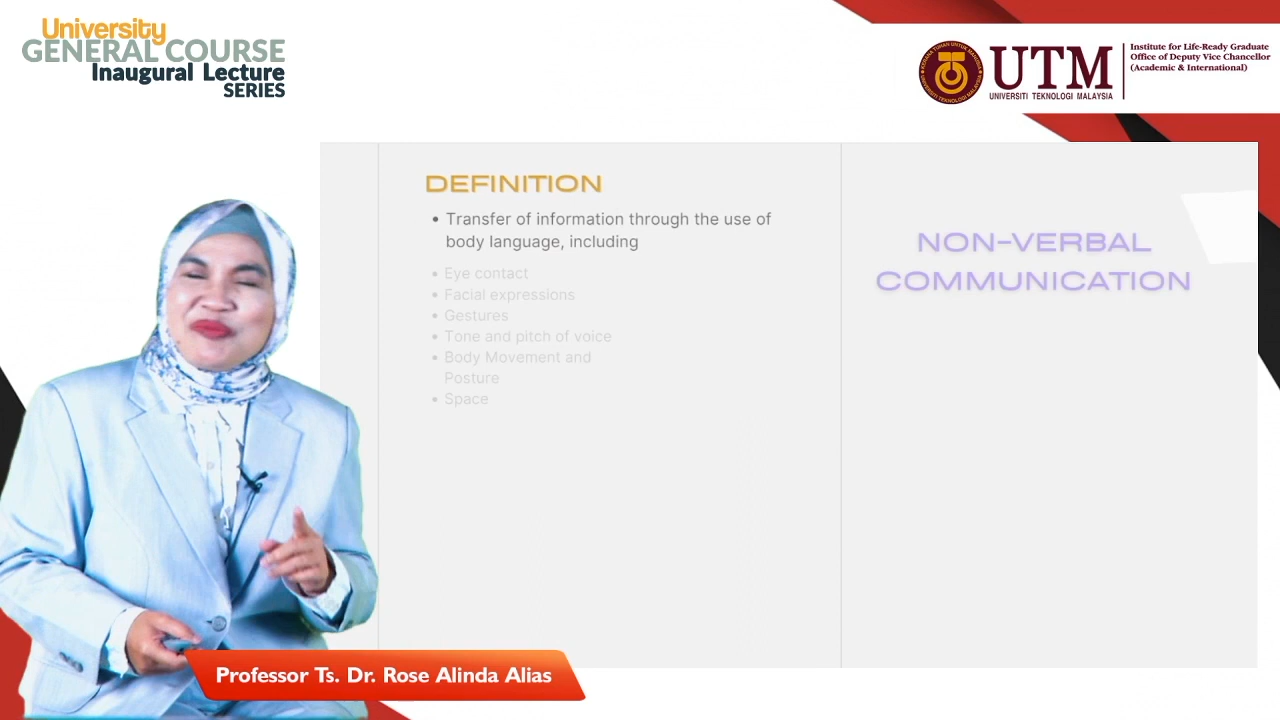 University
GENERAL COURSE
Inaugural Lecture
SERIES
UTM
UNIVERSITI TEKNOLOGI MALAYSIA
Institute for Life-Ready Graduate
Office of Deputy Vice Chancellor
(Academic & International)
DEFINITION
• Transfer of information through the use of
body language, including
• Eye contact
• Facial expressions
• Gestures
• Tone and pitch of voice
• Body Movement and
Posture
• Space
NON-VERBAL
COMMUNICATION
Professor Ts. Dr. Rose Alinda Alias